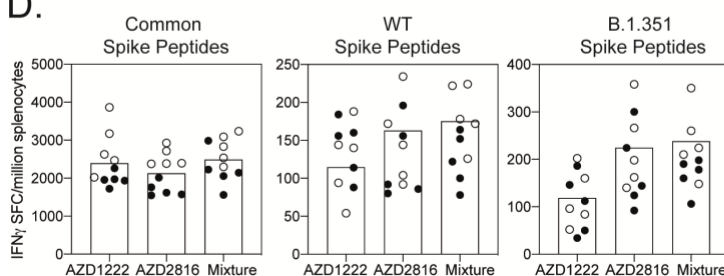 D.
Common
Spike Peptides
WT
Spike Peptides
B.1.351
Spike Peptides
IFNγ SFC/million splenocytes
5000
4000
3000
2000
1000
0
AZD1222 AZD2816 Mixture
250
200
150
100
50
0
AZD1222 AZD2816 Mixture
400
300
200
100
0
AZD1222 AZD2816 Mixture